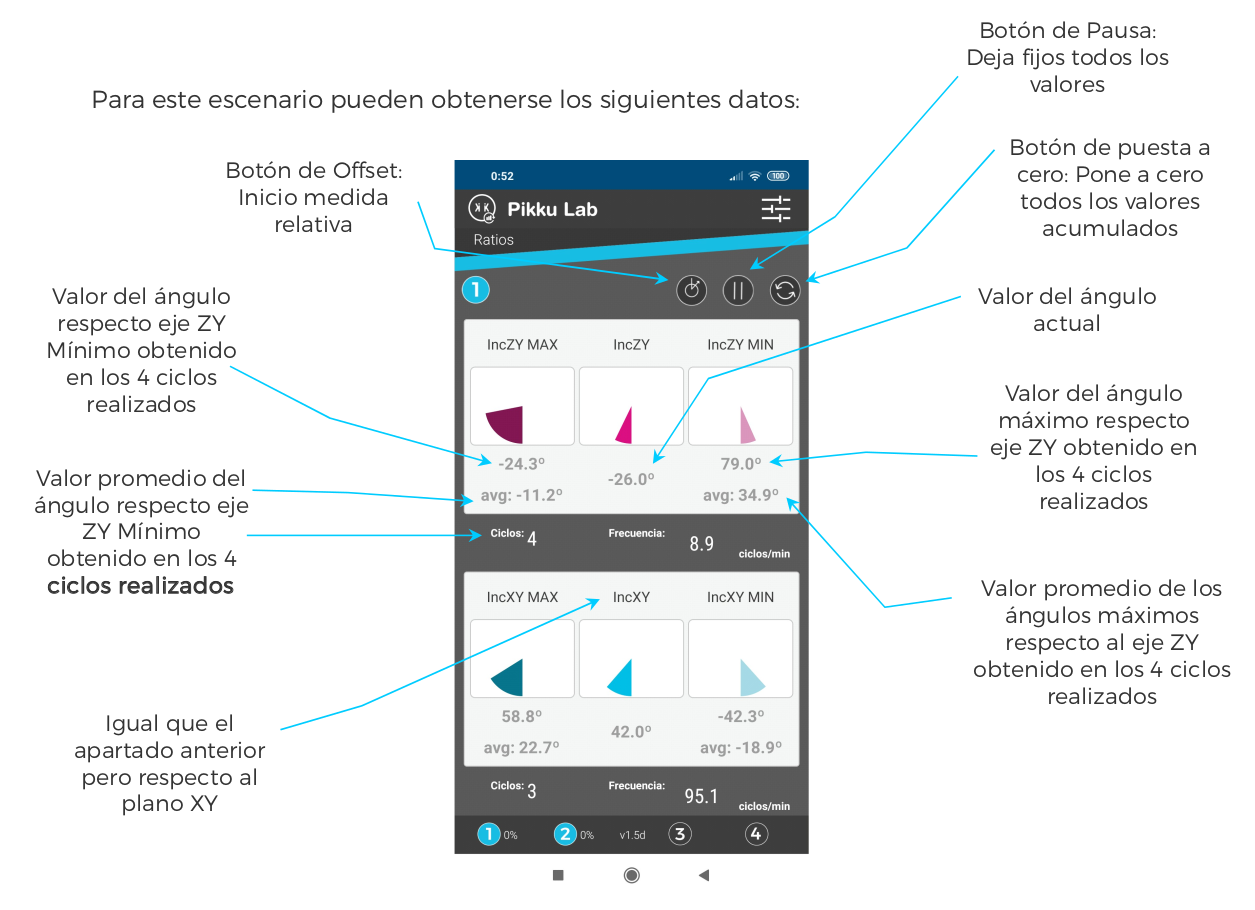 Botón de Pausa:
Deja fijos todos los
valores
Para este escenario pueden obtenerse los siguientes datos:
Botón de Offset:
Inicio medida
relativa
Botón de puesta a
cero: Pone a cero
todos los valores
acumulados
0:52
100
Pikku Lab
Ratios
1
Valor del ángulo
respecto eje ZY
Mínimo obtenido
en los 4 ciclos
realizados
Valor del ángulo
actual
IncZY MAX IncZY IncZY MIN
-24.3º -26.0º 79.0º
avg: -11.2º avg: 34.9º
Valor del ángulo
máximo respecto
eje ZY obtenido en
los 4 ciclos
realizados
Valor promedio del
ángulo respecto eje
ZY Mínimo
obtenido en los 4
ciclos realizados
Ciclos: 4 Frecuencia: 8.9 ciclos/min
IncXY MAX IncXY IncXY MIN
Valor promedio de los
ángulos máximos
respecto al eje ZY
obtenido en los 4 ciclos
realizados
58.8º 42.0º -42.3º
avg: 22.7º avg: -18.9º
Igual que el
apartado anterior
pero respecto al
plano XY
Ciclos: 3 Frecuencia: 95.1 ciclos/min
1 0% 2 0% v1.5d 3 4